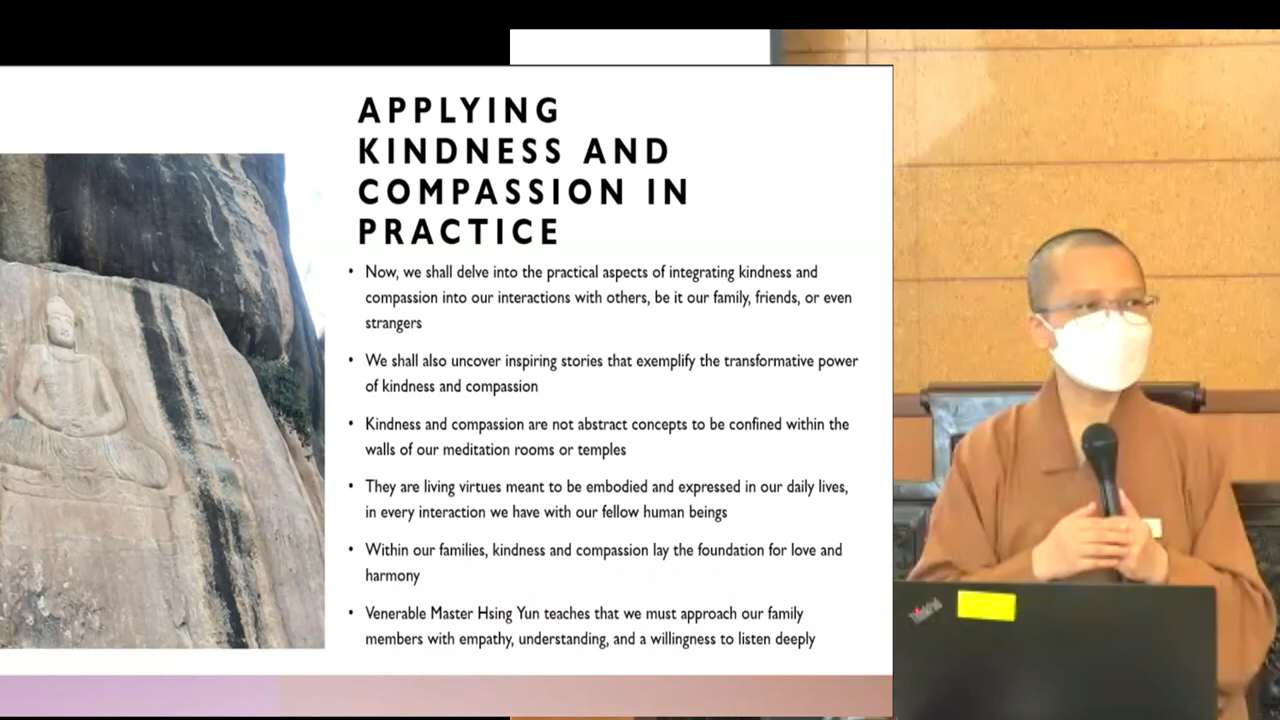 APPLYING
KINDNESS AND
COMPASSION IN
PRACTICE
• Now, we shall delve into the practical aspects of integrating kindness and
compassion into our interactions with others, be it our family, friends, or even
strangers
• We shall also uncover inspiring stories that exemplify the transformative power
of kindness and compassion
• Kindness and compassion are not abstract concepts to be confined within the
walls of our meditation rooms or temples
• They are living virtues meant to be embodied and expressed in our daily lives,
in every interaction we have with our fellow human beings
• Within our families, kindness and compassion lay the foundation for love and
harmony
• Venerable Master Hsing Yun teaches that we must approach our family
members with empathy, understanding, and a willingness to listen deeply